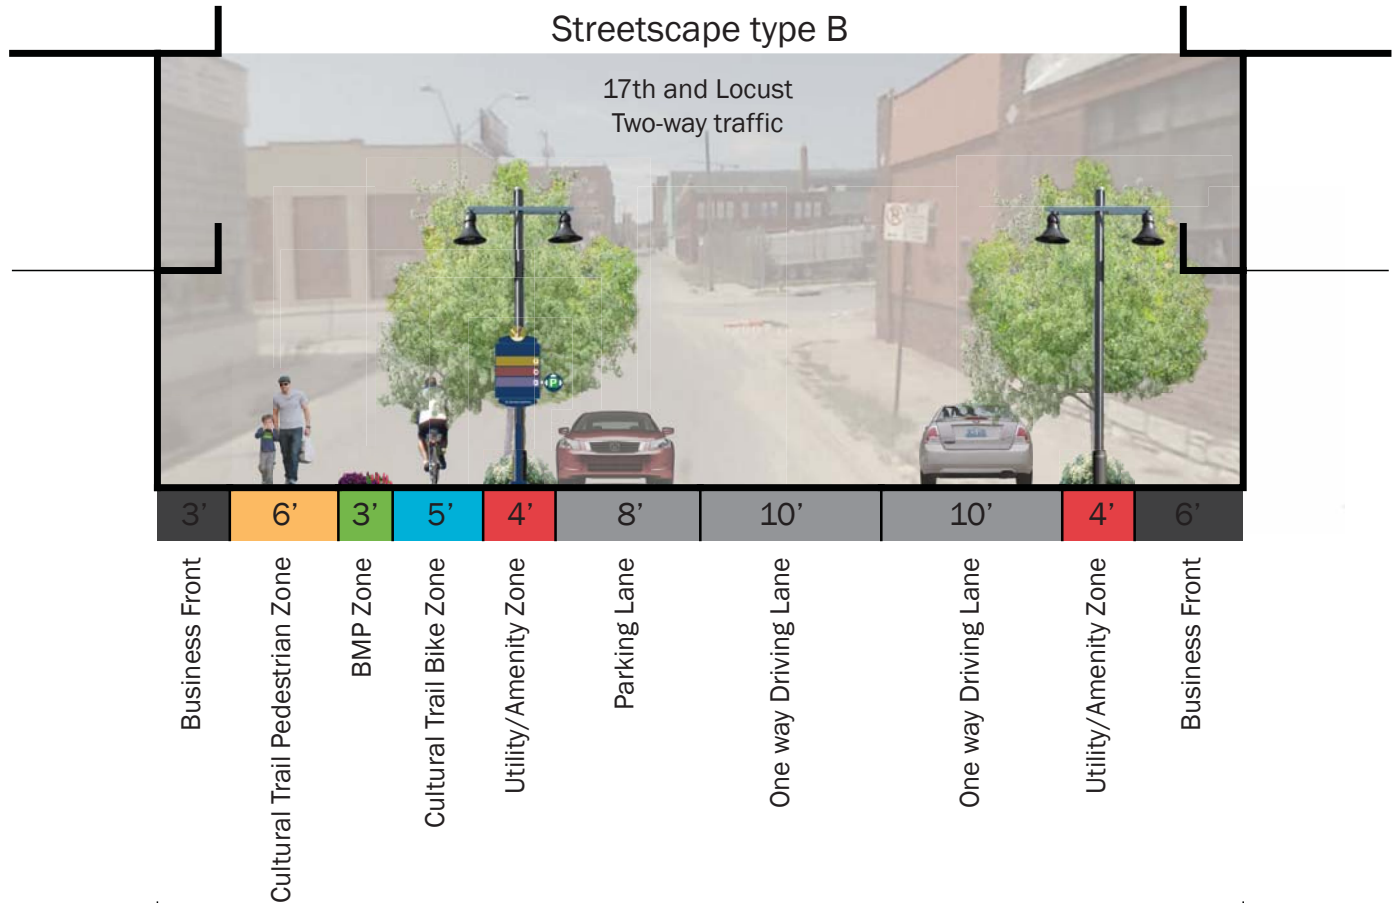 Streetscape type B
17th and Locust
Two-way traffic
3’
6’
3’
5’
4’
8’
10’
10’
4’
6’
Business Front
Cultural Trail Pedestrian Zone
BMP Zone
Cultural Trail Bike Zone
Utility/Amenity Zone
Parking Lane
One way Driving Lane
One way Driving Lane
Utility/Amenity Zone
Business Front
P